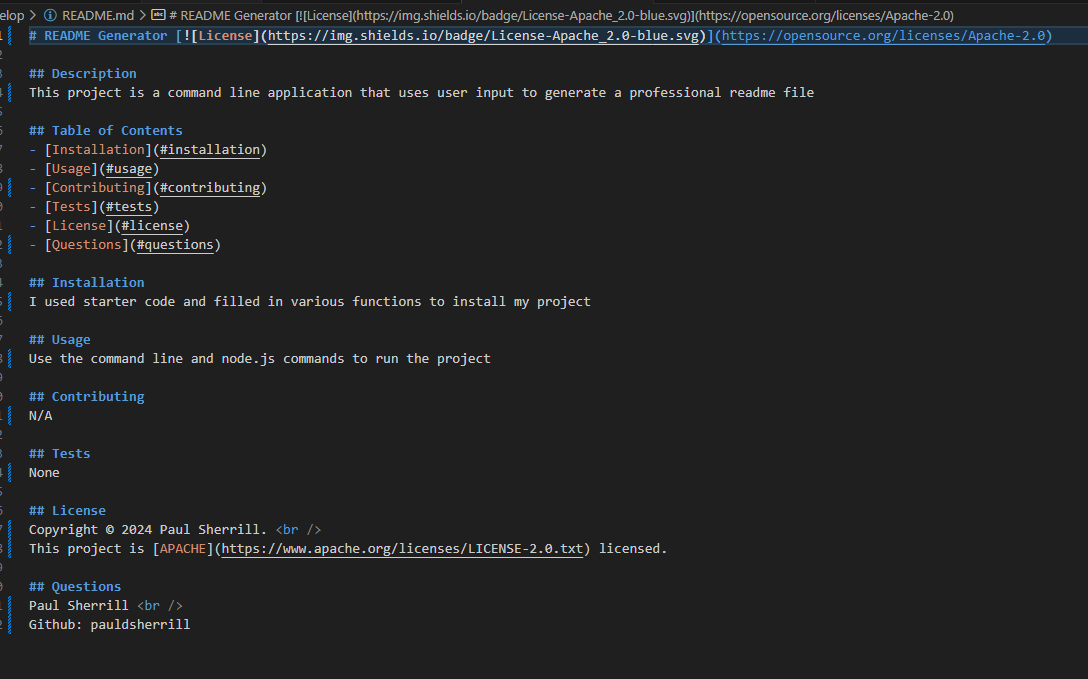 elop > README.md > abc # README Generator [![License](https://img.shields.io/badge/License-Apache_2.0-blue.svg)](https://opensource.org/licenses/Apache-2.0)
# README Generator [![License](https://img.shields.io/badge/License-Apache_2.0-blue.svg)](https://opensource.org/licenses/Apache-2.0)
## Description
This project is a command line application that uses user input to generate a professional readme file
## Table of Contents
- [Installation](#installation)
- [Usage](#usage)
- [Contributing](#contributing)
- [Tests](#tests)
- [License](#license)
- [Questions](#questions)
## Installation
I used starter code and filled in various functions to install my project
## Usage
Use the command line and node.js commands to run the project
## Contributing
N/A
## Tests
None
## License
Copyright © 2024 Paul Sherrill. <br />
This project is [APACHE](https://www.apache.org/licenses/LICENSE-2.0.txt) licensed.
## Questions
Paul Sherrill <br />
Github: pauldsherrill